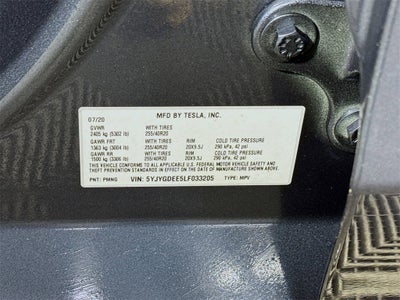 MFD BY TESLA, INC.
07/20
GVWR WITH TIRES
2405 kg (5302 lb) 255/40R20
GAWR FRT WITH TIRES RIM COLD TIRE PRESSURE
1363 kg (3004 lb) 255/40R20 20X9.5J 290 kPa, 42 psi
GAWR RR WITH TIRES RIM COLD TIRE PRESSURE
1500 kg (3306 lb) 255/40R20 20X9.5J 290 kPa, 42 psi
THIS VEHICLE CONFORMS TO ALL APPLICABLE U.S. FEDERAL MOTOR VEHICLE SAFETY AND
THEFT PREVENTION STANDARDS IN EFFECT ON THE DATE OF MANUFACTURE SHOWN ABOVE.
PNT: PMNG VIN: 5YJYGDEE5LF033205 TYPE: MPV